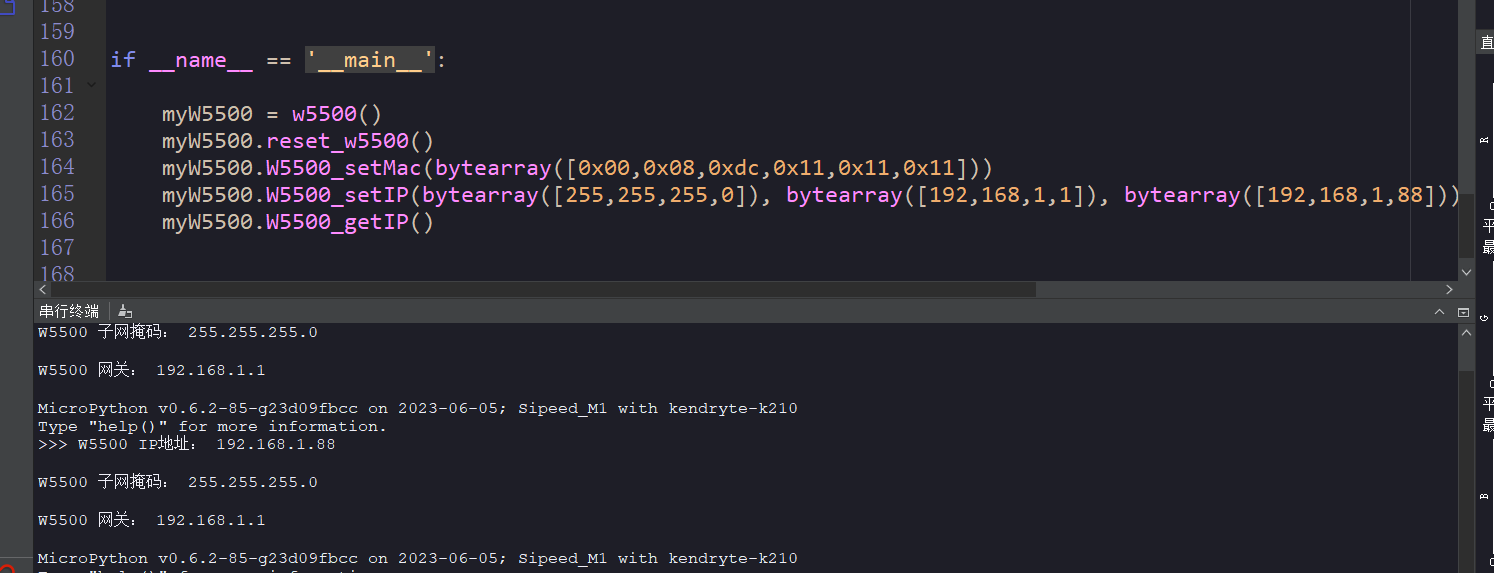 158
159
160 if __name__ == '__main__':
161
162 myW5500 = w5500()
163 myW5500.reset_w5500()
164 myW5500.W5500_setMac(bytearray([0x00,0x08,0xdc,0x11,0x11,0x11]))
165 myW5500.W5500_setIP(bytearray([255,255,255,0]), bytearray([192,168,1,1]), bytearray([192,168,1,88]))
166 myW5500.W5500_getIP()
167
168
串行终端
W5500 子网掩码： 255.255.255.0
W5500 网关： 192.168.1.1
MicroPython v0.6.2-85-g23d09fbcc on 2023-06-05; Sipeed_M1 with kendryte-k210
Type "help()" for more information.
>>> W5500 IP地址： 192.168.1.88
W5500 子网掩码： 255.255.255.0
W5500 网关： 192.168.1.1
MicroPython v0.6.2-85-g23d09fbcc on 2023-06-05; Sipeed_M1 with kendryte-k210
直
R
平
最
G
平
最
B